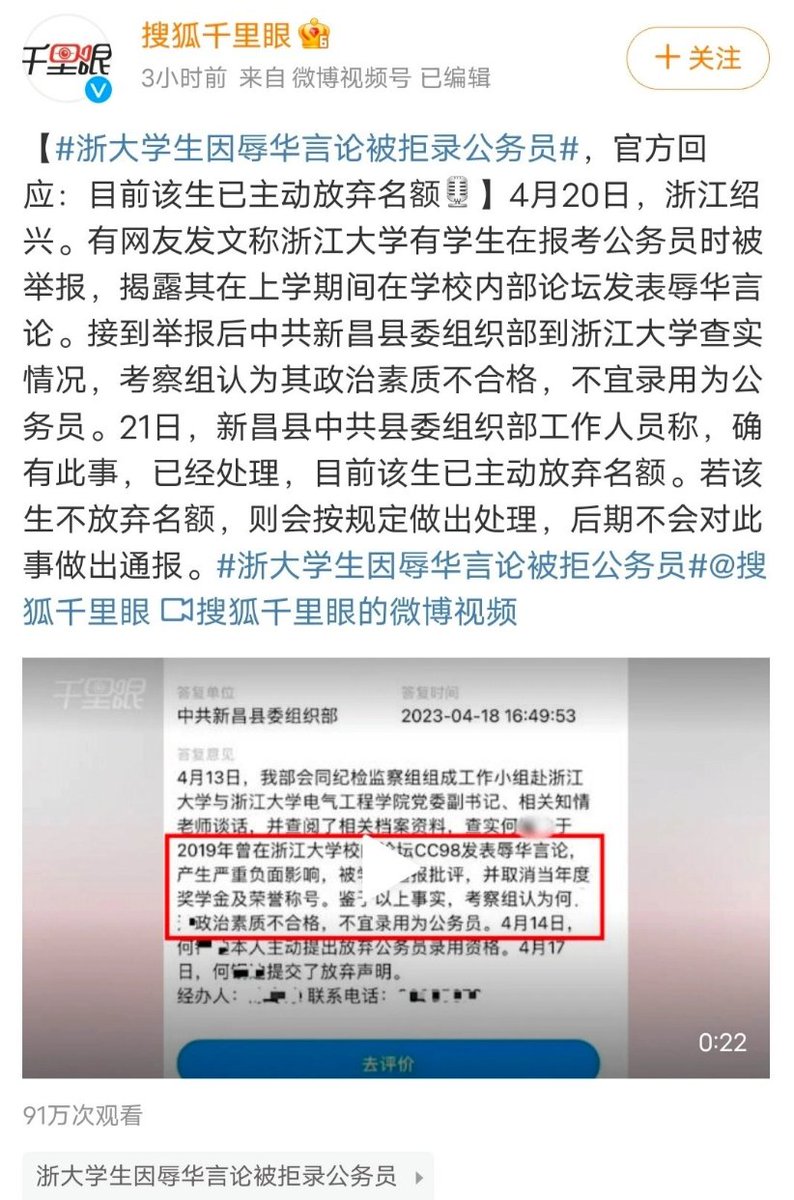 千里眼
搜狐千里眼
3小时前 来自 微博视频号 已编辑
+关注
【#浙大学生因辱华言论被拒录公务员#，官方回
应：目前该生已主动放弃名额🎙️】4月20日，浙江绍
兴。有网友发文称浙江大学有学生在报考公务员时被
举报，揭露其在上学期间在学校内部论坛发表辱华言
论。接到举报后中共新昌县委组织部到浙江大学查实
情况，考察组认为其政治素质不合格，不宜录用为公
务员。21日，新昌县中共县委组织部工作人员称，确
有此事，已经处理，目前该生已主动放弃名额。若该
生不放弃名额，则会按规定做出处理，后期不会对此
事做出通报。#浙大学生因辱华言论被拒公务员#@搜
狐千里眼 搜狐千里眼的微博视频
千里眼
答复单位 答复时间
中共新昌县委组织部 2023-04-18 16:49:53
答复意见
4月13日，我部会同纪检监察组组成工作小组赴浙江
大学与浙江大学电气工程学院党委副书记、相关知情
老师谈话，并查阅了相关档案资料，查实何 于
2019年曾在浙江大学校 论坛CC98发表辱华言论，
产生严重负面影响，被学 报批评，并取消当年度
奖学金及荣誉称号。鉴于以上事实，考察组认为何
政治素质不合格，不宜录用为公务员。4月14日，
何 本人主动提出放弃公务员录用资格。4月17
日，何 提交了放弃声明。
经办人： 联系电话：
去评价
0:22
91万次观看
浙大学生因辱华言论被拒录公务员